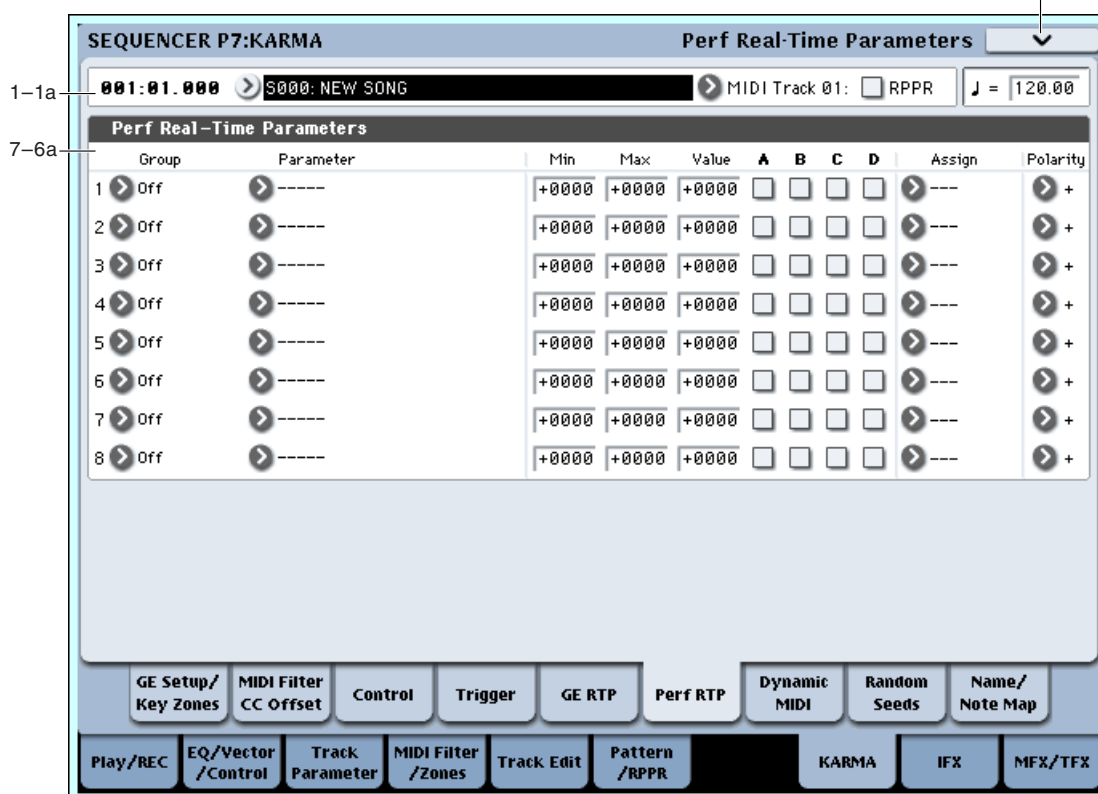 SEQUENCER P7:KARMA Perf Real-Time Parameters
1–1a 001:01.000 S000: NEW SONG MIDI Track 01: RPPR ♩ = 120.00
Perf Real-Time Parameters
7–6a
Group Parameter Min Max Value A B C D Assign Polarity
1 Off ----- +0000 +0000 +0000 --- +
2 Off ----- +0000 +0000 +0000 --- +
3 Off ----- +0000 +0000 +0000 --- +
4 Off ----- +0000 +0000 +0000 --- +
5 Off ----- +0000 +0000 +0000 --- +
6 Off ----- +0000 +0000 +0000 --- +
7 Off ----- +0000 +0000 +0000 --- +
8 Off ----- +0000 +0000 +0000 --- +
GE Setup/
Key Zones
MIDI Filter
CC Offset
Control
Trigger
GE RTP
Perf RTP
Dynamic
MIDI
Random
Seeds
Name/
Note Map
Play/REC
EQ/Vector
/Control
Track
Parameter
MIDI Filter
/Zones
Track Edit
Pattern
/RPPR
KARMA
IFX
MFX/TFX